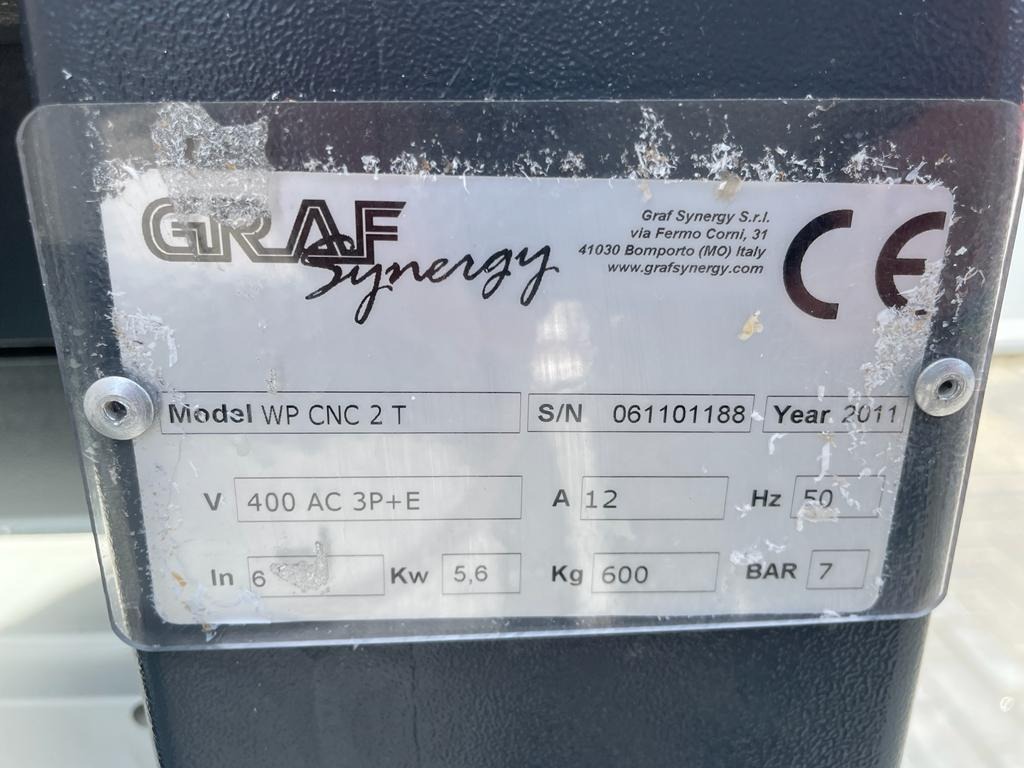 GRAF
Synergy
Graf Synergy S.r.l.
via Fermo Corni, 31
41030 Bomporto (MO) Italy
www.grafsynergy.com
CE
Model WP CNC 2 T S/N 061101188 Year 2011
V 400 AC 3P+E A 12 Hz 50
In 6 Kw 5,6 Kg 600 BAR 7